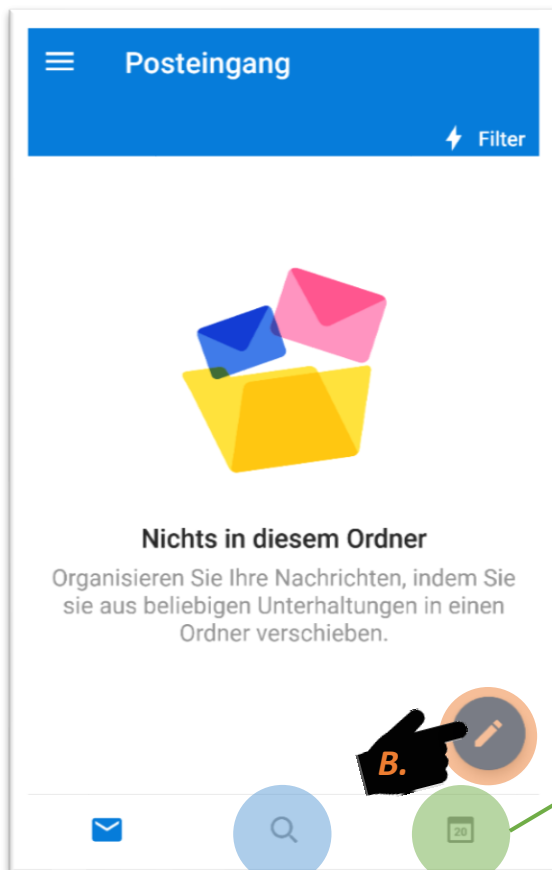 Posteingang
Filter
Nichts in diesem Ordner
Organisieren Sie Ihre Nachrichten, indem Sie
sie aus beliebigen Unterhaltungen in einen
Ordner verschieben.
B.
20